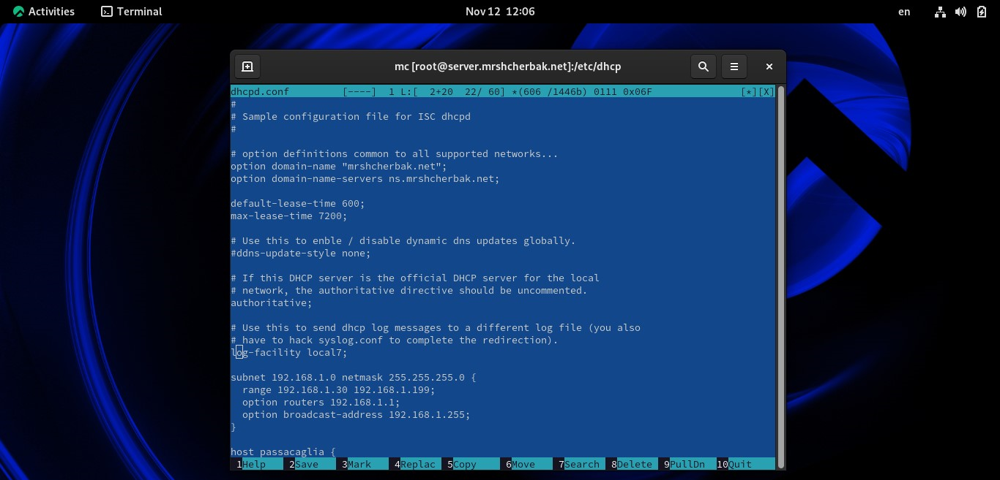 Activities Terminal Nov 12 12:06 en
mc [root@server.mrshcherbak.net]:/etc/dhcp
dhcpd.conf [----] 1 L:[ 2+20 22/ 60] *(606 /1446b) 0111 0x06F [*][X]
#
# Sample configuration file for ISC dhcpd
#
# option definitions common to all supported networks...
option domain-name "mrshcherbak.net";
option domain-name-servers ns.mrshcherbak.net;
default-lease-time 600;
max-lease-time 7200;
# Use this to enble / disable dynamic dns updates globally.
#ddns-update-style none;
# If this DHCP server is the official DHCP server for the local
# network, the authoritative directive should be uncommented.
authoritative;
# Use this to send dhcp log messages to a different log file (you also
# have to hack syslog.conf to complete the redirection).
log-facility local7;
subnet 192.168.1.0 netmask 255.255.255.0 {
range 192.168.1.30 192.168.1.199;
option routers 192.168.1.1;
option broadcast-address 192.168.1.255;
}
host passacaglia {
1Help 2Save 3Mark 4Replac 5Copy 6Move 7Search 8Delete 9PullDn 10Quit